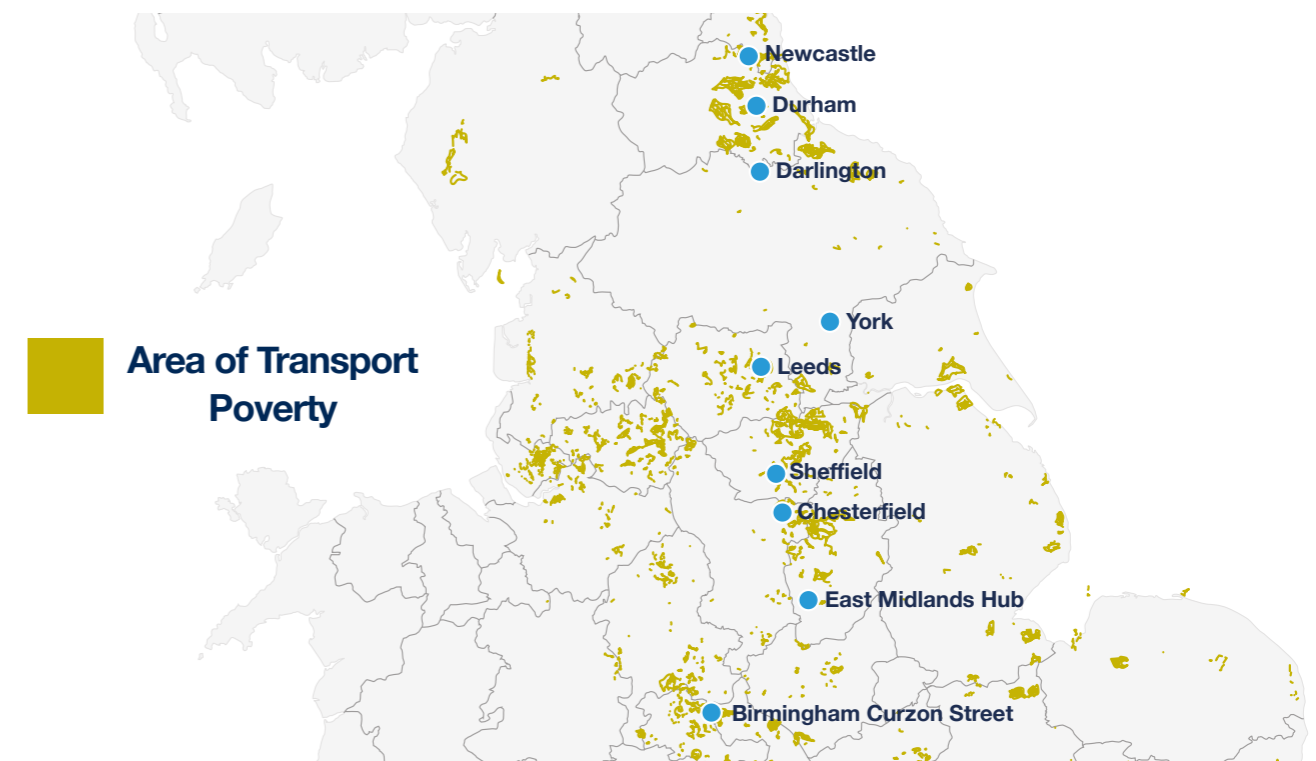 Newcastle
Durham
Darlington
York
Area of Transport
Poverty
Leeds
Sheffield
Chesterfield
East Midlands Hub
Birmingham Curzon Street